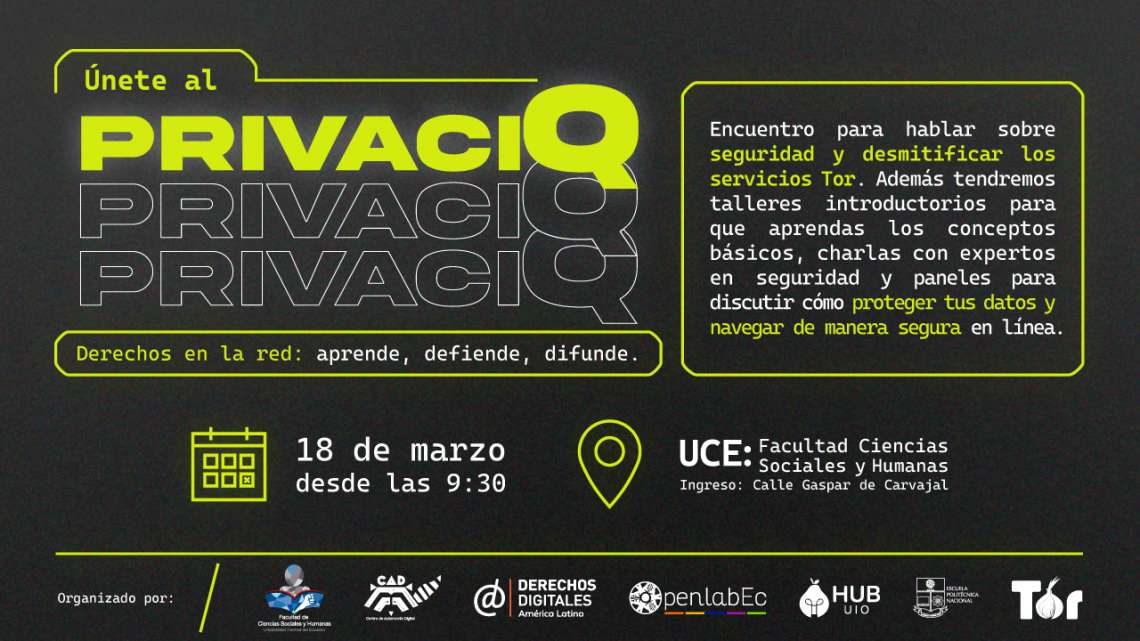 Únete al
PRIVACIQ
PRIVACIQ
PRIVACIQ
Derechos en la red: aprende, defiende, difunde.
Encuentro para hablar sobre
seguridad y desmitificar los
servicios Tor. Además tendremos
talleres introductorios para
que aprendas los conceptos
básicos, charlas con expertos
en seguridad y paneles para
discutir cómo proteger tus datos y
navegar de manera segura en línea.
18 de marzo
desde las 9:30
UCE: Facultad Ciencias
Sociales y Humanas
Ingreso: Calle Gaspar de Carvajal
Organizado por:
Facultad de
Ciencias Sociales y Humanas
Universidad Central del Ecuador
CAD
Centro de Autonomía Digital
DERECHOS
DIGITALES
América Latina
OpenlabEc
HUB
UIO
ESCUELA
POLITÉCNICA
NACIONAL
Tor